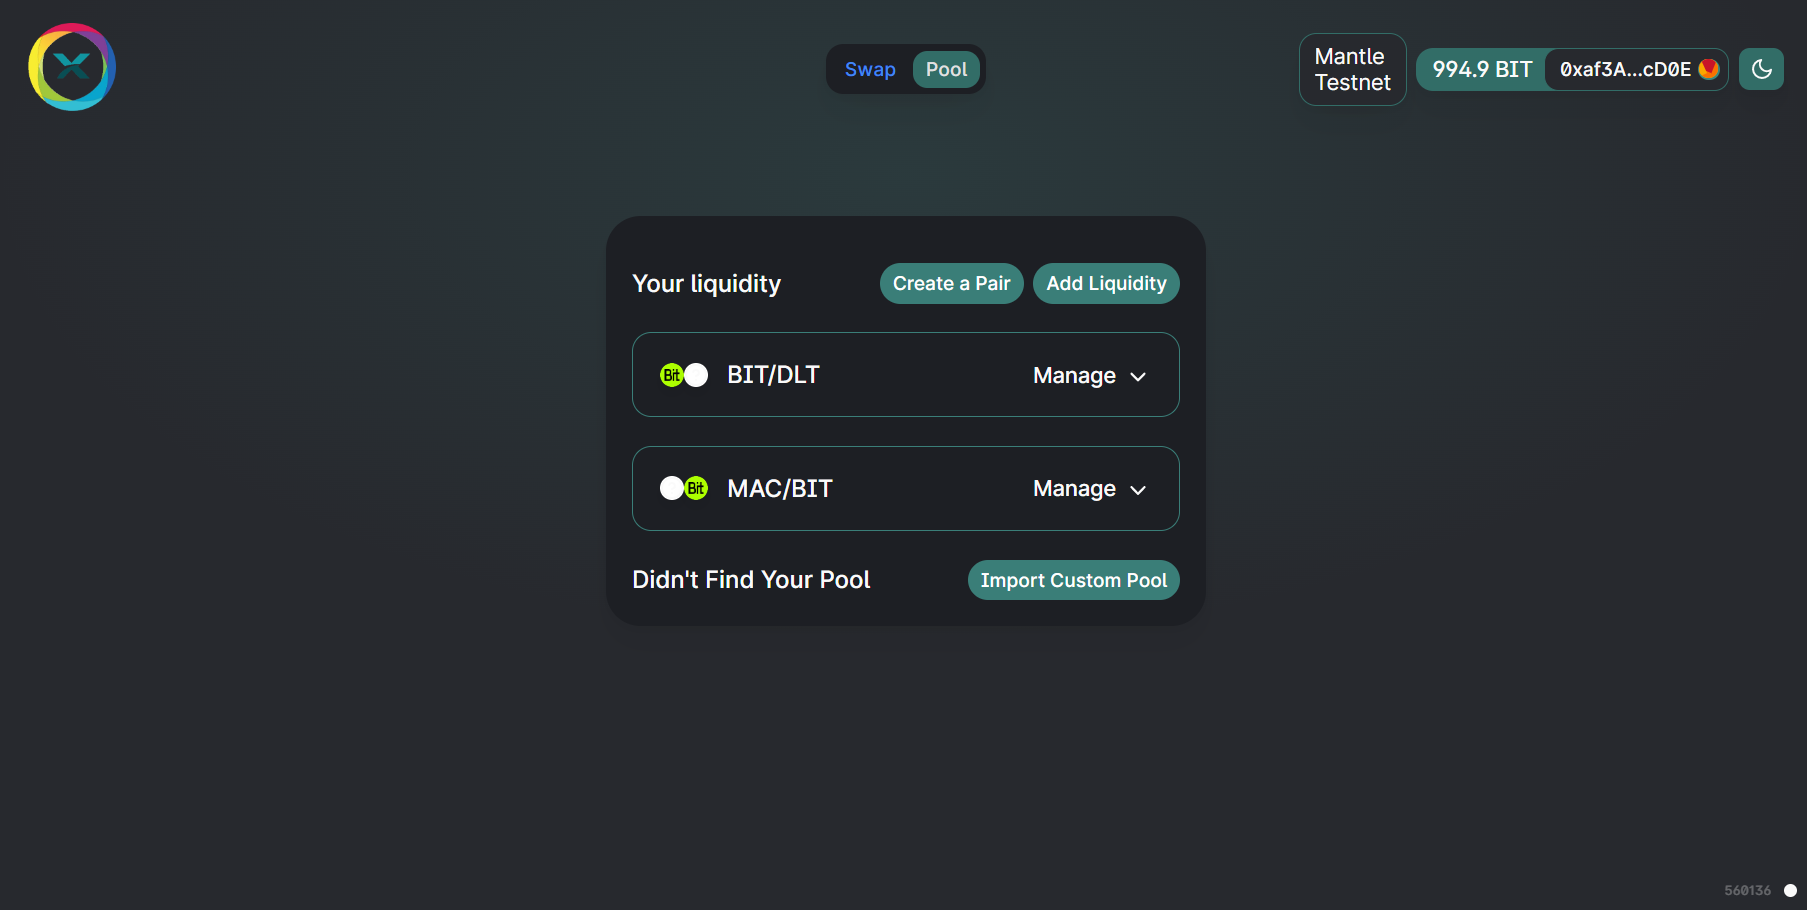 Swap
Pool
Mantle
Testnet
994.9 BIT
0xaf3A...cD0E
Your liquidity
Create a Pair
Add Liquidity
Bit
BIT/DLT
Manage
Bit
MAC/BIT
Manage
Didn't Find Your Pool
Import Custom Pool
560136